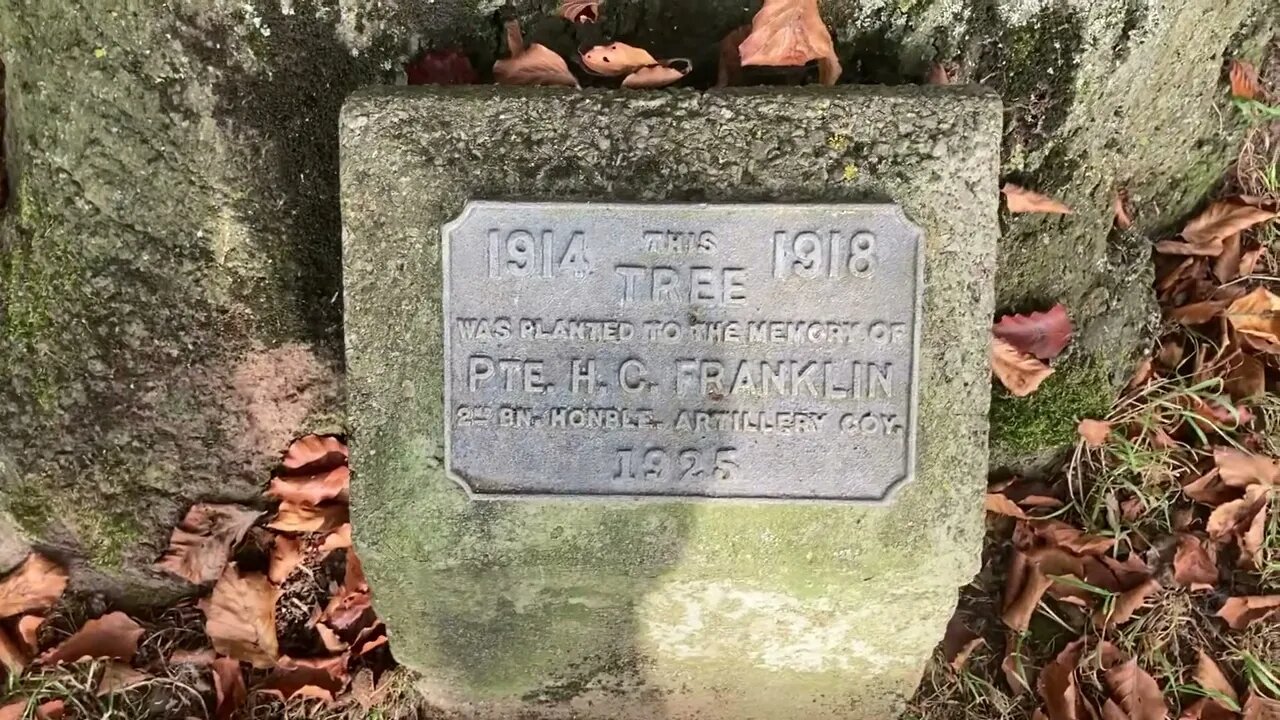 1914 THIS 1918
TREE
WAS PLANTED TO THE MEMORY OF
PTE. H. C. FRANKLIN
2ND BN. HONBLE. ARTILLERY COY.
1925